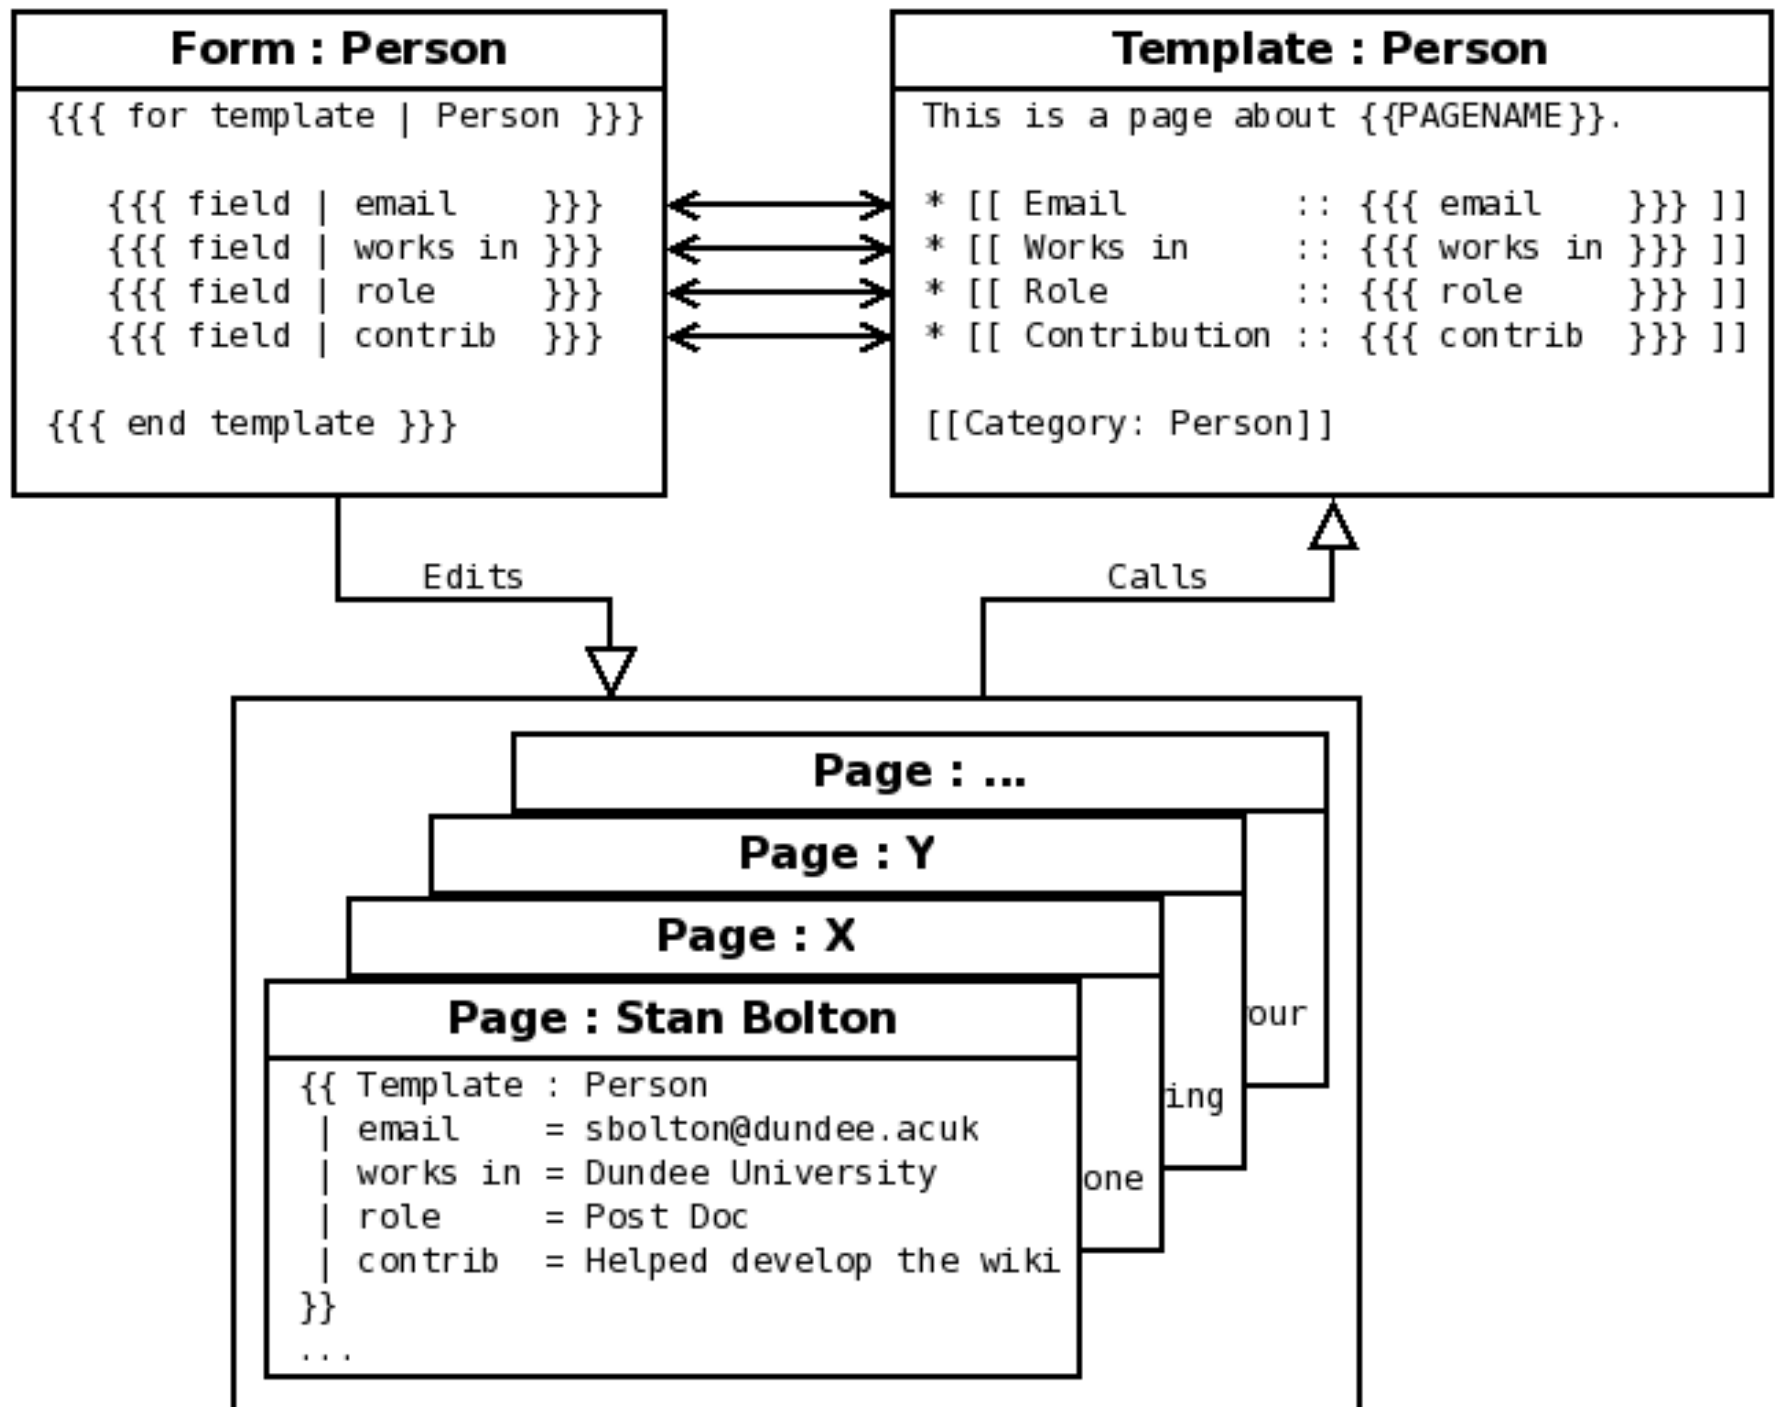 Form : Person
{{{ for template | Person }}}
{{{ field | email }}}
{{{ field | works in }}}
{{{ field | role }}}
{{{ field | contrib }}}
{{{ end template }}}
Template : Person
This is a page about {{PAGENAME}}.
* [[ Email :: {{{ email }}} ]]
* [[ Works in :: {{{ works in }}} ]]
* [[ Role :: {{{ role }}} ]]
* [[ Contribution :: {{{ contrib }}} ]]
[[Category: Person]]
Edits
Calls
Page : ...
our
Page : Y
ing
Page : X
one
Page : Stan Bolton
{{ Template : Person
| email = sbolton@dundee.acuk
| works in = Dundee University
| role = Post Doc
| contrib = Helped develop the wiki
}}
...